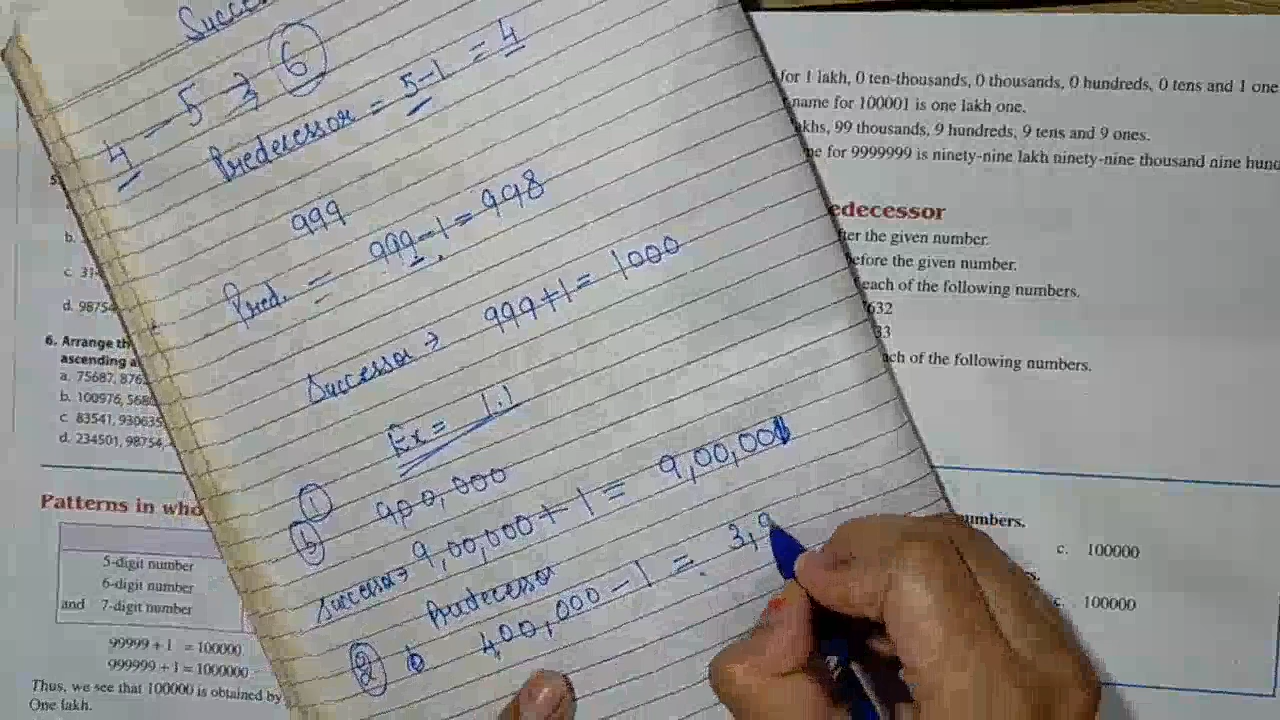 Succe
4 - 5 → 6
Predecessor = 5-1 = 4
999
Pred. = 999-1 = 998
Successor → 999+1 = 1000
Ex = 1.1
1
b 900,000
Successor → 9,00,000+1 = 9,00,001
Predecessor
2 b 400,000-1 = 3,9
for 1 lakh, 0 ten-thousands, 0 thousands, 0 hundreds, 0 tens and 1 one
name for 100001 is one lakh one.
khs, 99 thousands, 9 hundreds, 9 tens and 9 ones.
for 9999999 is ninety-nine lakh ninety-nine thousand nine hund
edecessor
fter the given number.
efore the given number.
each of the following numbers.
632
33
ach of the following numbers.
umbers.
c. 100000
c. 100000
b.
c. 31
d. 9875
6. Arrange th
ascending a
a. 75687, 876
b. 100976, 568
c. 83541, 930635
d. 234501, 98754,
Patterns in who
5-digit number
6-digit number
and 7-digit number
99999 + 1 = 100000
999999 + 1 = 1000000
Thus, we see that 100000 is obtained by
One lakh.